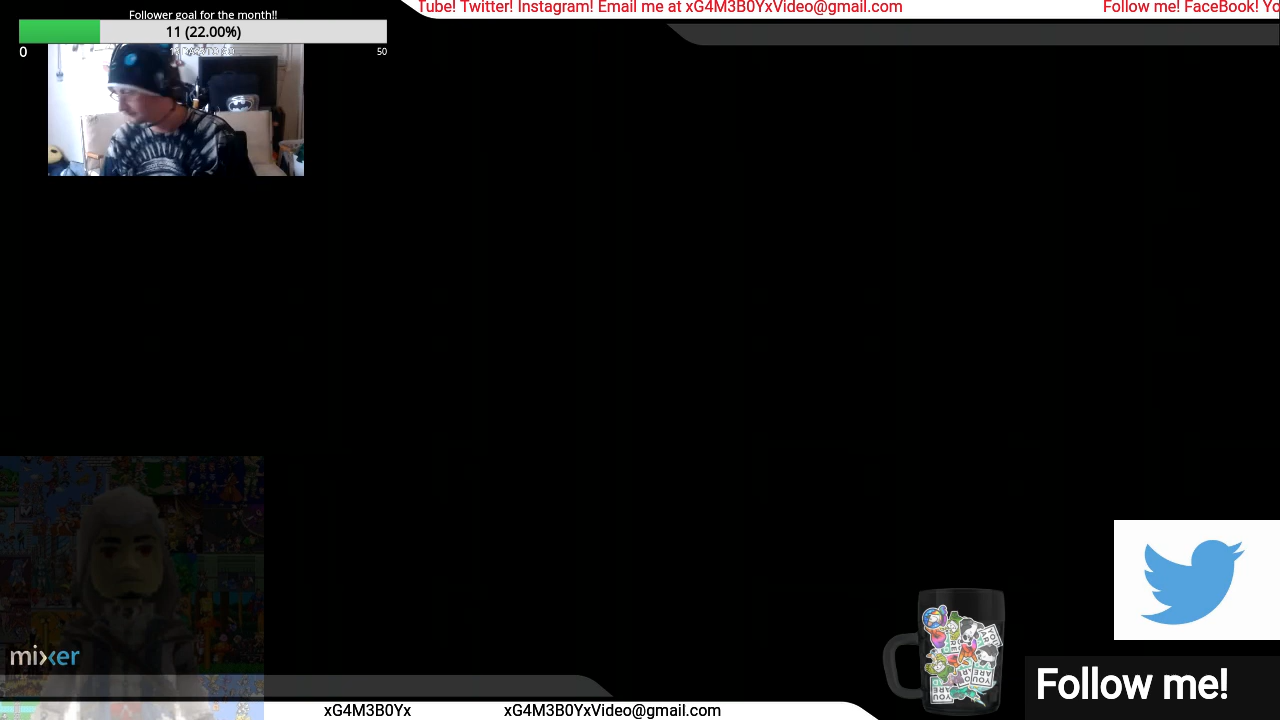 Tube! Twitter! Instagram! Email me at xG4M3B0YxVideo@gmail.com Follow me! FaceBook! Yo
Follower goal for the month!!
11 (22.00%)
0
50
mixer
Follow me!
xG4M3B0Yx xG4M3B0YxVideo@gmail.com